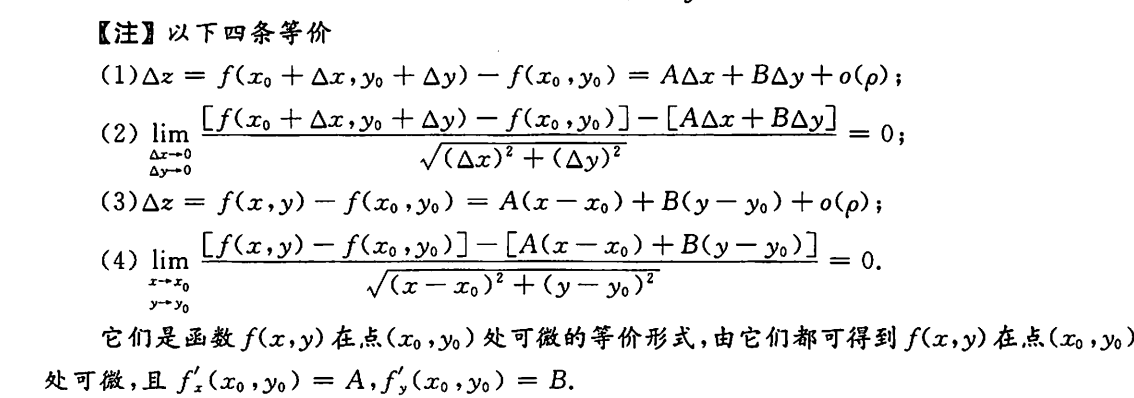 【注】以下四条等价
(1)Δz = f(x₀ + Δx, y₀ + Δy) − f(x₀, y₀) = AΔx + BΔy + o(ρ);
(2) lim_{Δx→0, Δy→0} {[f(x₀ + Δx, y₀ + Δy) − f(x₀, y₀)] − [AΔx + BΔy]} / √((Δx)² + (Δy)²) = 0;
(3)Δz = f(x, y) − f(x₀, y₀) = A(x − x₀) + B(y − y₀) + o(ρ);
(4) lim_{x→x₀, y→y₀} {[f(x, y) − f(x₀, y₀)] − [A(x − x₀) + B(y − y₀)]} / √((x − x₀)² + (y − y₀)²) = 0.
它们是函数 f(x,y) 在点(x₀,y₀) 处可微的等价形式,由它们都可得到 f(x,y) 在点(x₀,y₀)
处可微,且 f′ₓ(x₀,y₀) = A, f′ᵧ(x₀,y₀) = B.